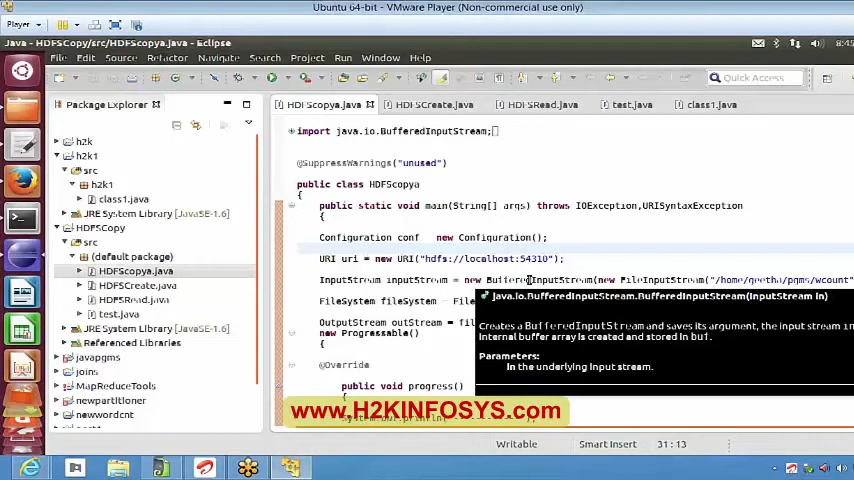 Ubuntu 64-bit - VMware Player (Non-commercial use only)
Player
Java - HDFSCopy/src/HDFScopya.java - Eclipse
8:45
File Edit Source Refactor Navigate Search Project Run Window Help
Quick Access
Package Explorer
HDFScopya.java
HDFSCreate.java
HDFSRead.java
test.java
class1.java
h2k
h2k1
src
h2k1
class1.java
JRE System Library [JavaSE-1.6]
HDFSCopy
src
(default package)
HDFScopya.java
HDFSCreate.java
HDFSRead.java
test.java
JRE System Library [JavaSE-1.6]
Referenced Libraries
javapgms
joins
MapReduceTools
newpartitioner
newwordcnt
import java.io.BufferedInputStream;
@SuppressWarnings("unused")
public class HDFScopya
{
public static void main(String[] args) throws IOException,URISyntaxException
{
Configuration conf = new Configuration();
URI uri = new URI("hdfs://localhost:54310");
InputStream inputStream = new BufferedInputStream(new FileInputStream("/home/geetha/pgms/wcount"
FileSystem fileSystem = File
OutputStream outStream = fil
new Progressable()
{
@Override
public void progress()
java.io.BufferedInputStream.BufferedInputStream(InputStream in)
Creates a BufferedInputStream and saves its argument, the input stream in
internal buffer array is created and stored in buf.
Parameters:
in the underlying input stream.
www.H2KINFOSYS.com
Writable
Smart Insert
31:13